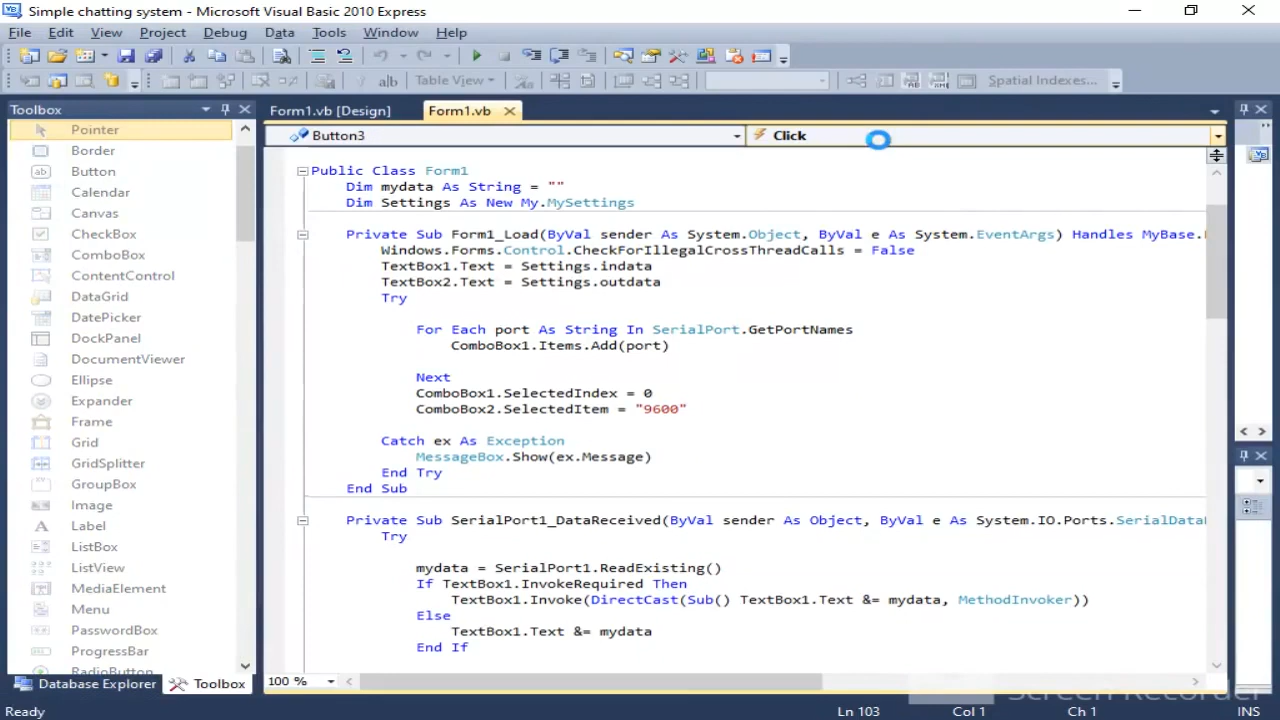 Simple chatting system - Microsoft Visual Basic 2010 Express
File Edit View Project Debug Data Tools Window Help
Table View Spatial Indexes...
Toolbox
Form1.vb [Design] Form1.vb
Button3 Click
Pointer
Border
Button
Calendar
Canvas
CheckBox
ComboBox
ContentControl
DataGrid
DatePicker
DockPanel
DocumentViewer
Ellipse
Expander
Frame
Grid
GridSplitter
GroupBox
Image
Label
ListBox
ListView
MediaElement
Menu
PasswordBox
ProgressBar
RadioButton
Database Explorer Toolbox
Public Class Form1
Dim mydata As String = ""
Dim Settings As New My.MySettings
Private Sub Form1_Load(ByVal sender As System.Object, ByVal e As System.EventArgs) Handles MyBase.
Windows.Forms.Control.CheckForIllegalCrossThreadCalls = False
TextBox1.Text = Settings.indata
TextBox2.Text = Settings.outdata
Try
For Each port As String In SerialPort.GetPortNames
ComboBox1.Items.Add(port)
Next
ComboBox1.SelectedIndex = 0
ComboBox2.SelectedItem = "9600"
Catch ex As Exception
MessageBox.Show(ex.Message)
End Try
End Sub
Private Sub SerialPort1_DataReceived(ByVal sender As Object, ByVal e As System.IO.Ports.SerialData
Try
mydata = SerialPort1.ReadExisting()
If TextBox1.InvokeRequired Then
TextBox1.Invoke(DirectCast(Sub() TextBox1.Text &= mydata, MethodInvoker))
Else
TextBox1.Text &= mydata
End If
100 %
Screen Recorder
Ready Ln 103 Col 1 Ch 1 INS